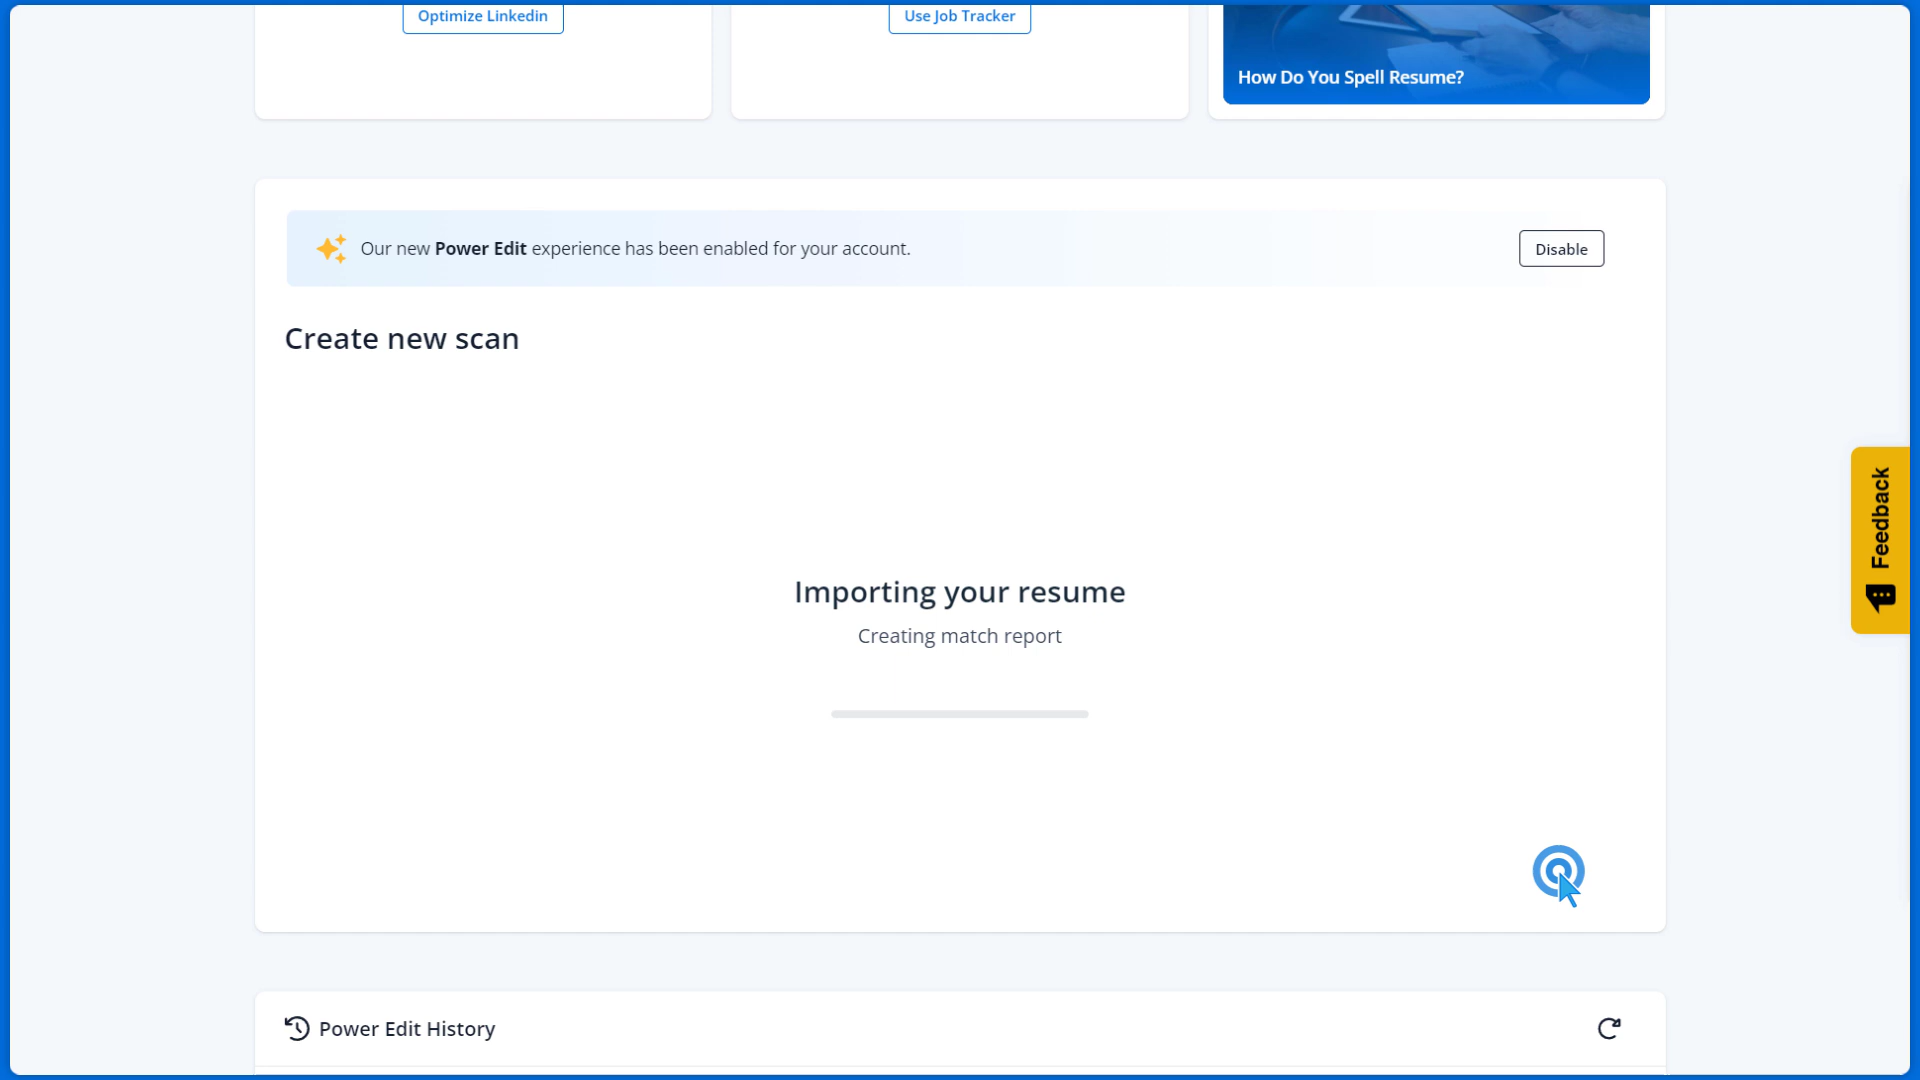 Optimize Linkedin
Use Job Tracker
How Do You Spell Resume?
Our new Power Edit experience has been enabled for your account.
Disable
Create new scan
Importing your resume
Creating match report
Feedback
Power Edit History